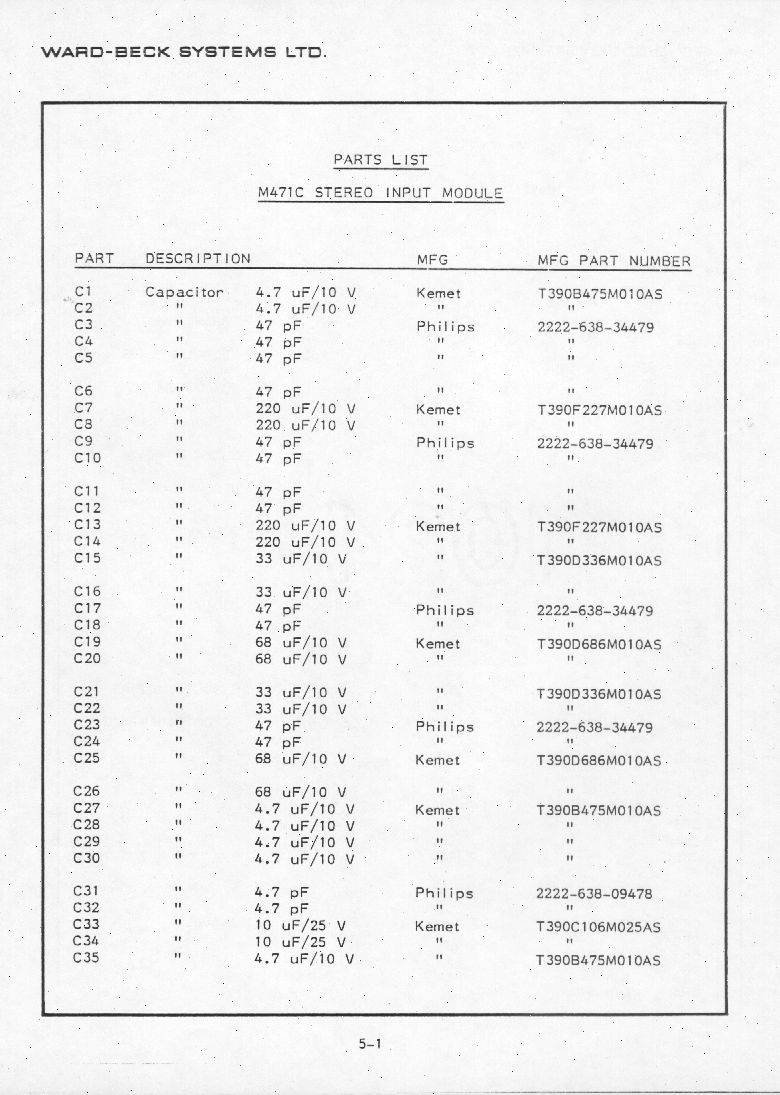 WARD-BECK SYSTEMS LTD.
PARTS LIST
M471C STEREO INPUT MODULE
PART DESCRIPTION MFG MFG PART NUMBER
C1 Capacitor 4.7 uF/10 V Kemet T390B475M010AS
C2 " 4.7 uF/10 V " "
C3 " 47 pF Philips 2222-638-34479
C4 " 47 pF " "
C5 " 47 pF " "
C6 " 47 pF " "
C7 " 220 uF/10 V Kemet T390F227M010AS
C8 " 220 uF/10 V " "
C9 " 47 pF Philips 2222-638-34479
C10 " 47 pF " "
C11 " 47 pF " "
C12 " 47 pF " "
C13 " 220 uF/10 V Kemet T390F227M010AS
C14 " 220 uF/10 V " "
C15 " 33 uF/10 V " T390D336M010AS
C16 " 33 uF/10 V " "
C17 " 47 pF Philips 2222-638-34479
C18 " 47 pF " "
C19 " 68 uF/10 V Kemet T390D686M010AS
C20 " 68 uF/10 V " "
C21 " 33 uF/10 V " T390D336M010AS
C22 " 33 uF/10 V " "
C23 " 47 pF Philips 2222-638-34479
C24 " 47 pF " "
C25 " 68 uF/10 V Kemet T390D686M010AS
C26 " 68 uF/10 V " "
C27 " 4.7 uF/10 V Kemet T390B475M010AS
C28 " 4.7 uF/10 V " "
C29 " 4.7 uF/10 V " "
C30 " 4.7 uF/10 V " "
C31 " 4.7 pF Philips 2222-638-09478
C32 " 4.7 pF " "
C33 " 10 uF/25 V Kemet T390C106M025AS
C34 " 10 uF/25 V " "
C35 " 4.7 uF/10 V " T390B475M010AS
5-1